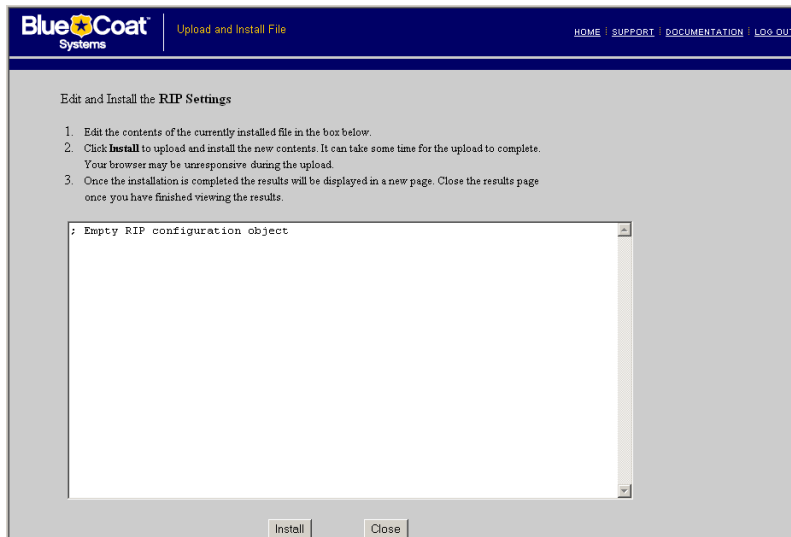 Blue Coat™
Systems
Upload and Install File
HOME SUPPORT DOCUMENTATION LOG OUT
Edit and Install the RIP Settings
1. Edit the contents of the currently installed file in the box below.
2. Click Install to upload and install the new contents. It can take some time for the upload to complete.
Your browser may be unresponsive during the upload.
3. Once the installation is completed the results will be displayed in a new page. Close the results page
once you have finished viewing the results.
; Empty RIP configuration object
Install Close